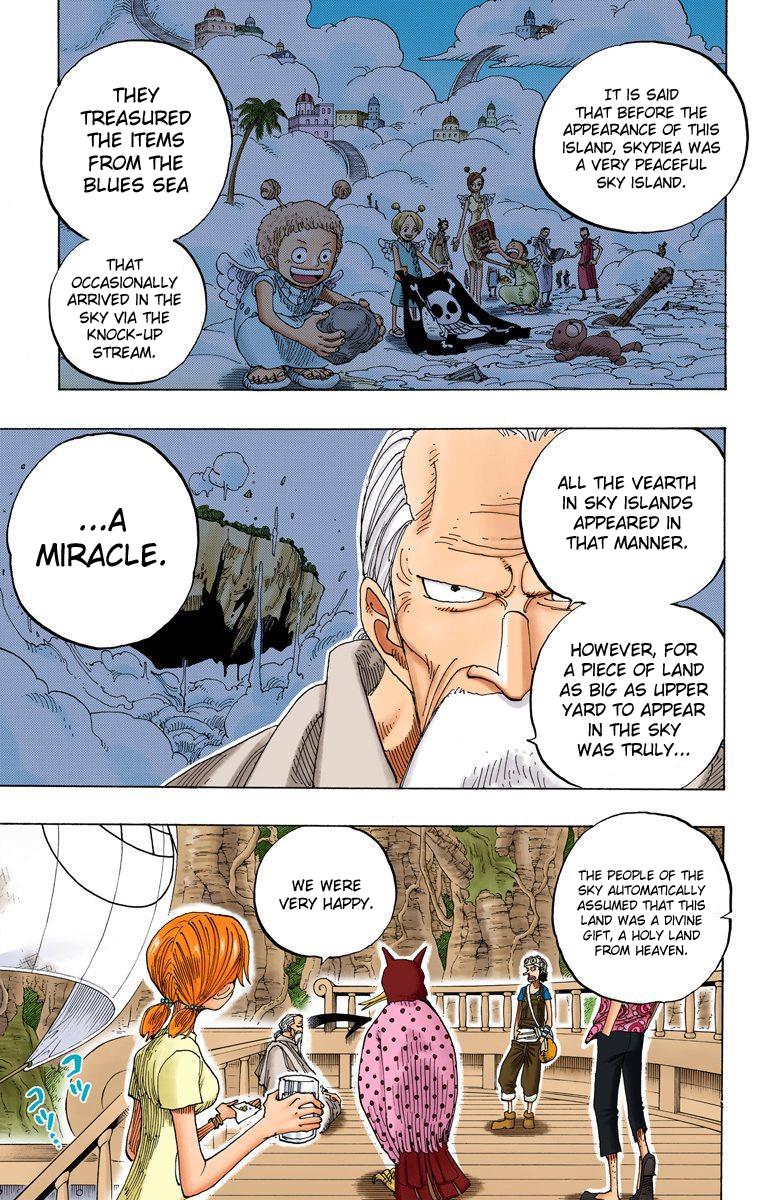 IT IS SAID
THAT BEFORE THE
APPEARANCE OF THIS
ISLAND, SKYPIEA WAS
A VERY PEACEFUL
SKY ISLAND.
THEY
TREASURED
THE ITEMS
FROM THE
BLUES SEA
THAT
OCCASIONALLY
ARRIVED IN THE
SKY VIA THE
KNOCK-UP
STREAM.
ALL THE VEARTH
IN SKY ISLANDS
APPEARED IN
THAT MANNER.
HOWEVER, FOR
A PIECE OF LAND
AS BIG AS UPPER
YARD TO APPEAR
IN THE SKY
WAS TRULY...
...A
MIRACLE.
THE PEOPLE OF THE
SKY AUTOMATICALLY
ASSUMED THAT THIS
LAND WAS A DIVINE
GIFT, A HOLY LAND
FROM HEAVEN.
WE WERE
VERY HAPPY.
コツ
コツ